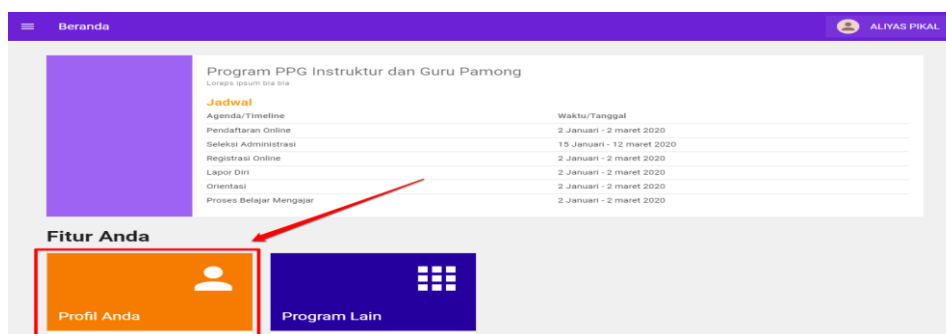 Beranda
ALIYAS PIKAL
Program PPG Instruktur dan Guru Pamong
Loreps ipsum bla bla
Jadwal
Agenda/Timeline Waktu/Tanggal
Pendaftaran Online 2 Januari - 2 maret 2020
Seleksi Administrasi 15 Januari - 12 maret 2020
Registrasi Online 2 Januari - 2 maret 2020
Lapor Diri 2 Januari - 2 maret 2020
Orientasi 2 Januari - 2 maret 2020
Proses Belajar Mengajar 2 Januari - 2 maret 2020
Fitur Anda
Profil Anda
Program Lain